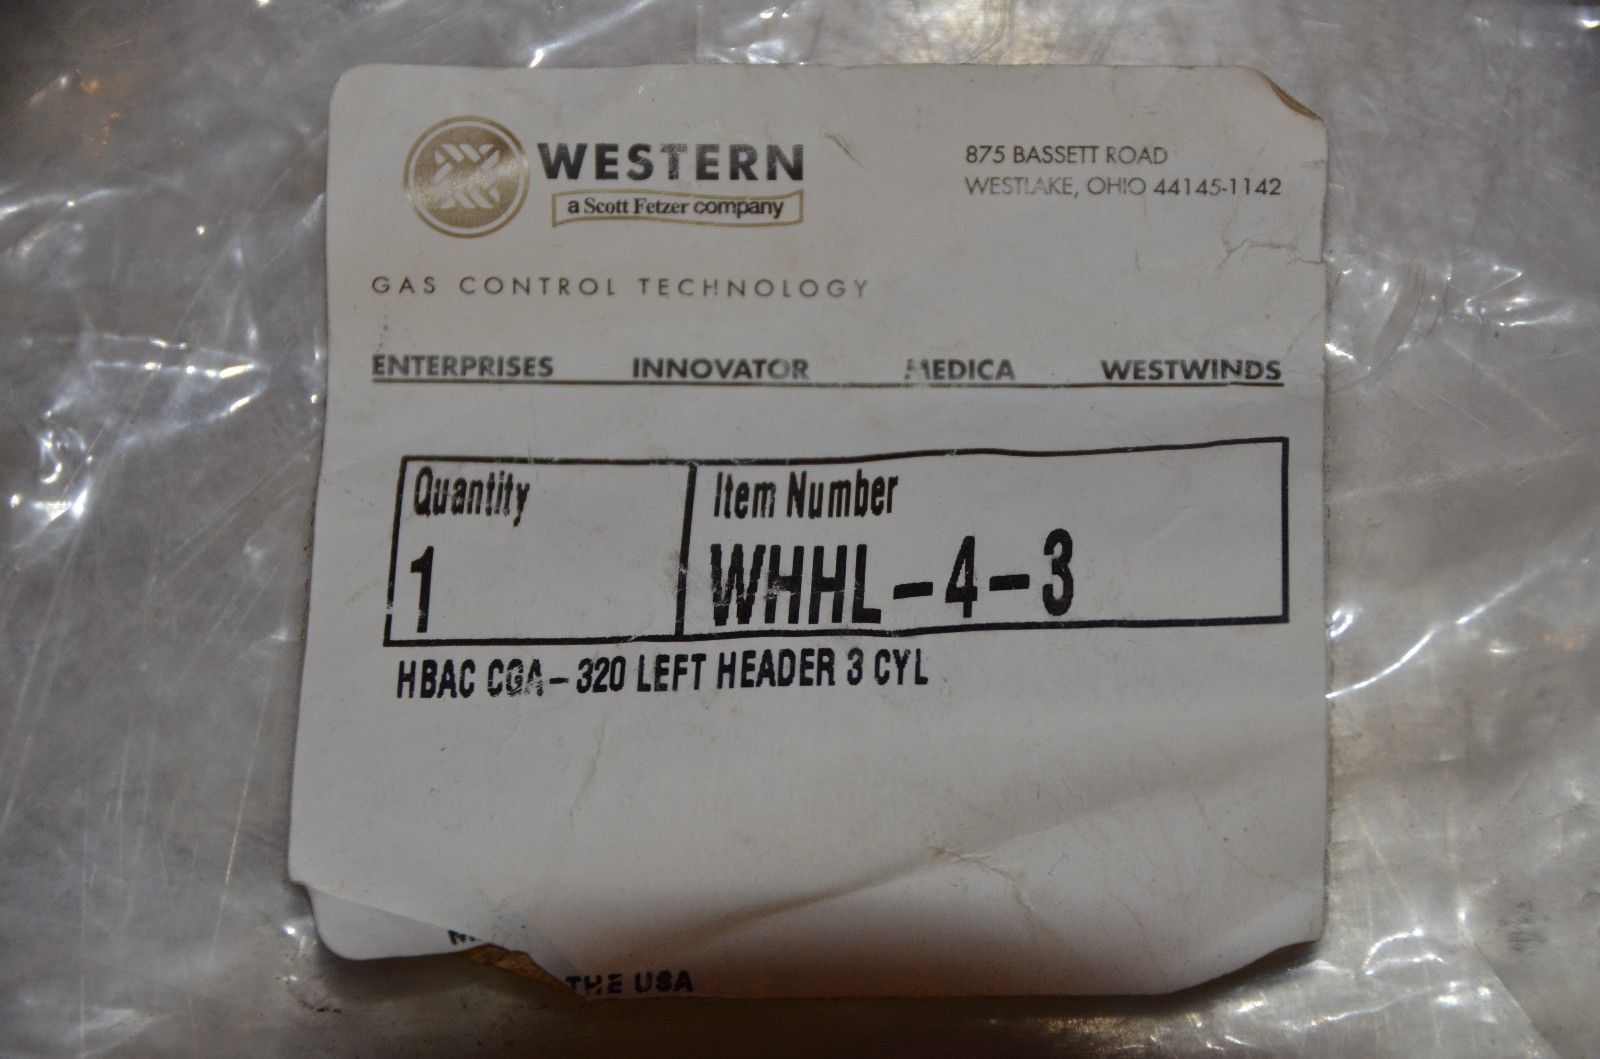 WESTERN
a Scott Fetzer company
875 BASSETT ROAD
WESTLAKE, OHIO 44145-1142
GAS CONTROL TECHNOLOGY
ENTERPRISES INNOVATOR MEDICA WESTWINDS
Quantity
1
Item Number
WHHL-4-3
HBAC CGA-320 LEFT HEADER 3 CYL
THE USA